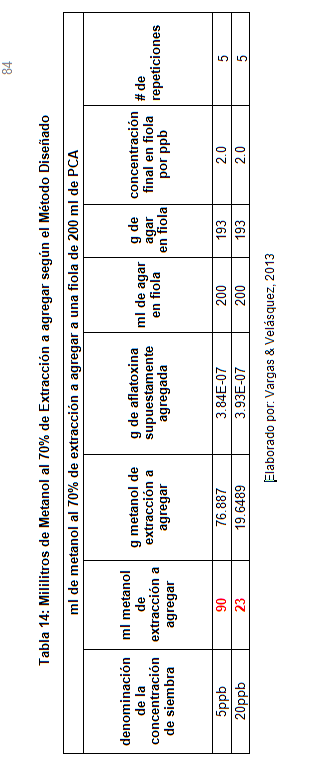 84
Tabla 14: Mililitros de Metanol al 70% de Extracción a agregar según el Método Diseñado
ml de metanol al 70% de extracción a agregar a una fiola de 200 ml de PCA
denominación de la concentración de siembra | ml metanol de extracción a agregar | g metanol de extracción a agregar | g de aflatoxina supuestamente agregada | ml de agar en fiola | g de agar en fiola | concentración final en fiola por ppb | # de repeticiones
5ppb | 90 | 76.887 | 3.84E-07 | 200 | 193 | 2.0 | 5
20ppb | 23 | 19.6489 | 3.93E-07 | 200 | 193 | 2.0 | 5
Elaborado por: Vargas & Velásquez, 2013